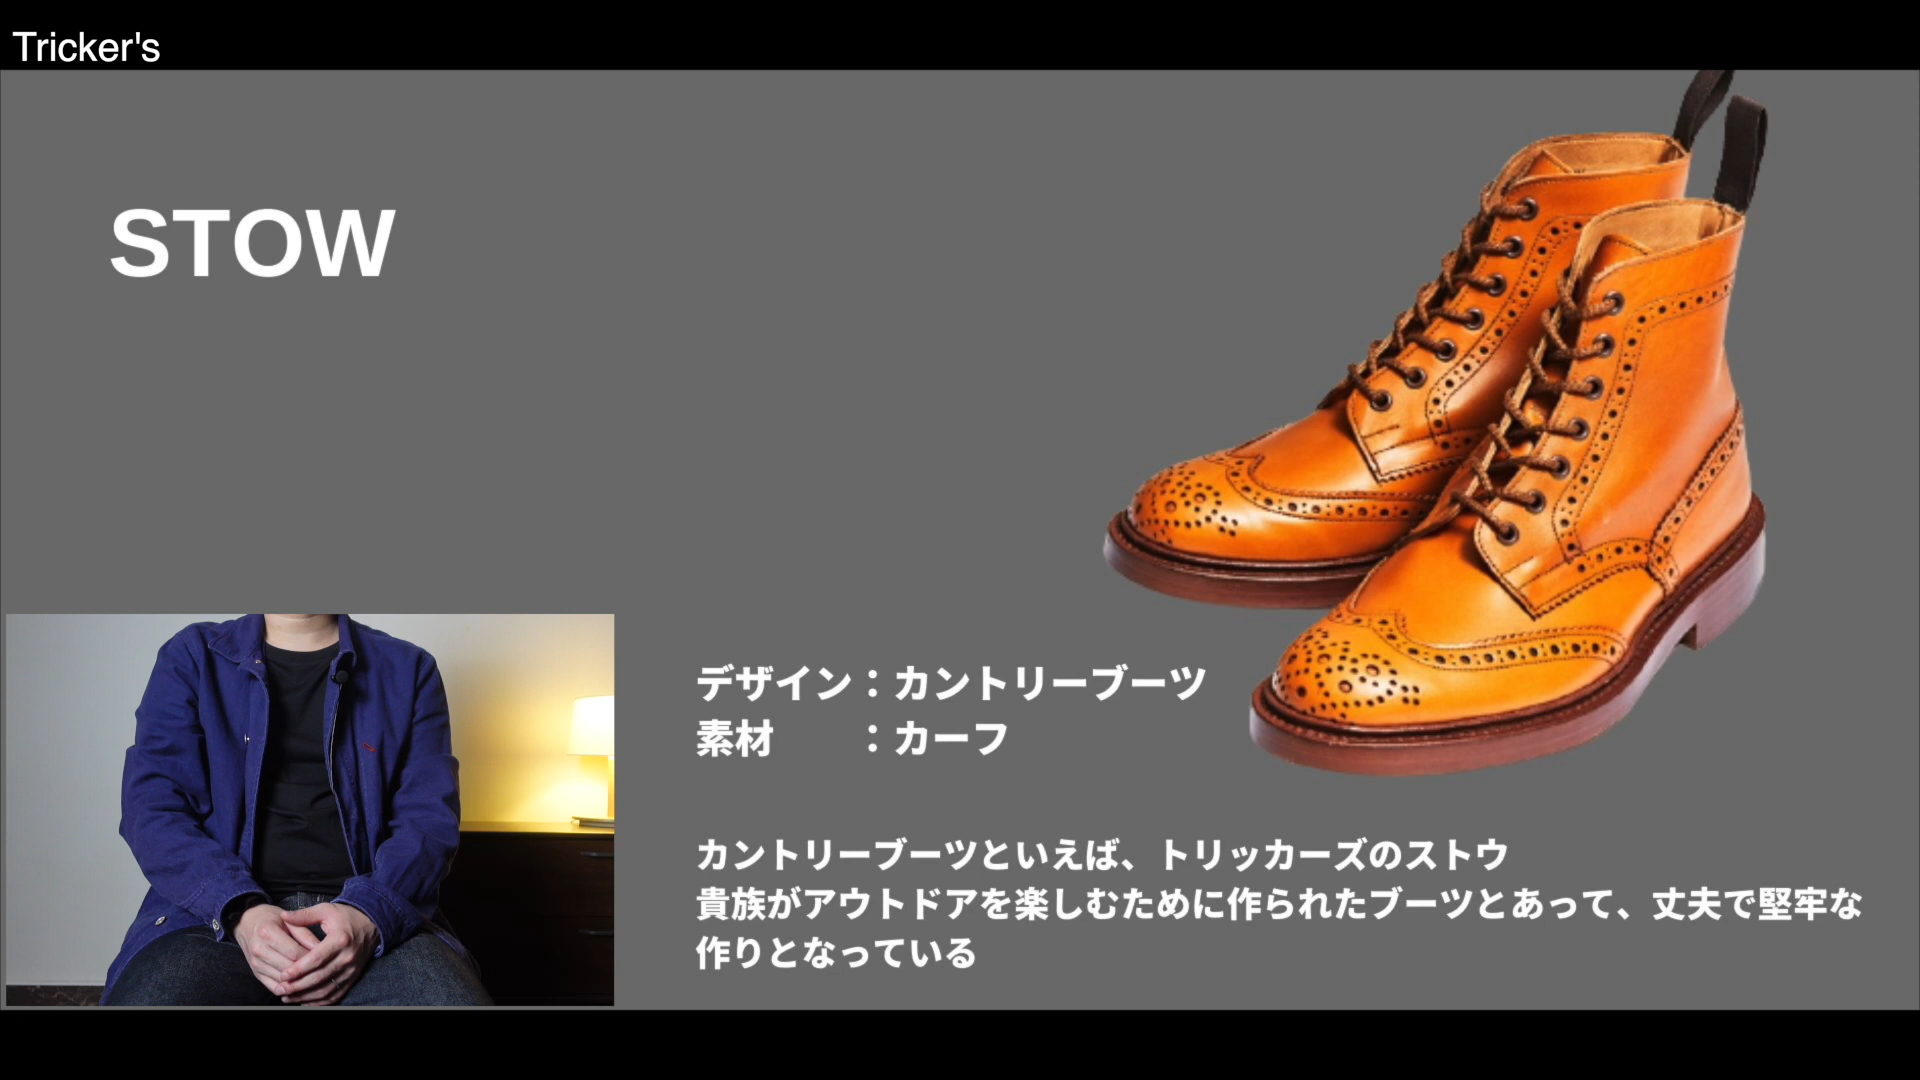 Tricker's
STOW
デザイン：カントリーブーツ
素材　　：カーフ
カントリーブーツといえば、トリッカーズのストウ
貴族がアウトドアを楽しむために作られたブーツとあって、丈夫で堅牢な
作りとなっている